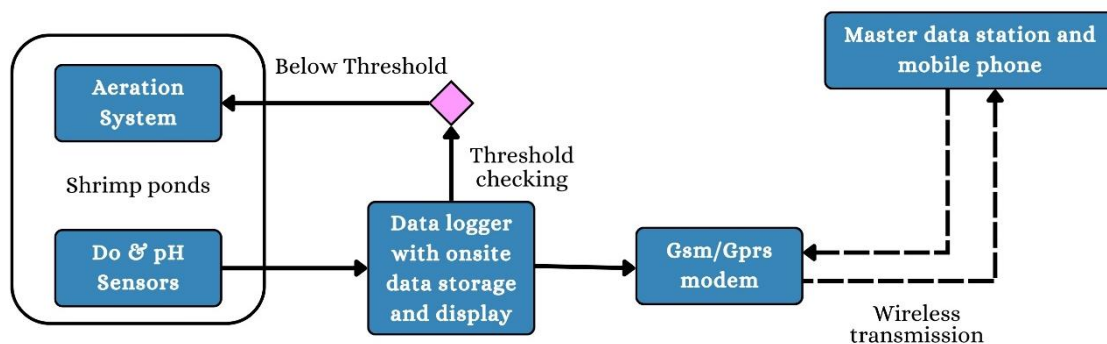 Aeration
System
Shrimp ponds
Do & pH
Sensors
Below Threshold
Threshold
checking
Data logger
with onsite
data storage
and display
Gsm/Gprs
modem
Master data station and
mobile phone
Wireless
transmission